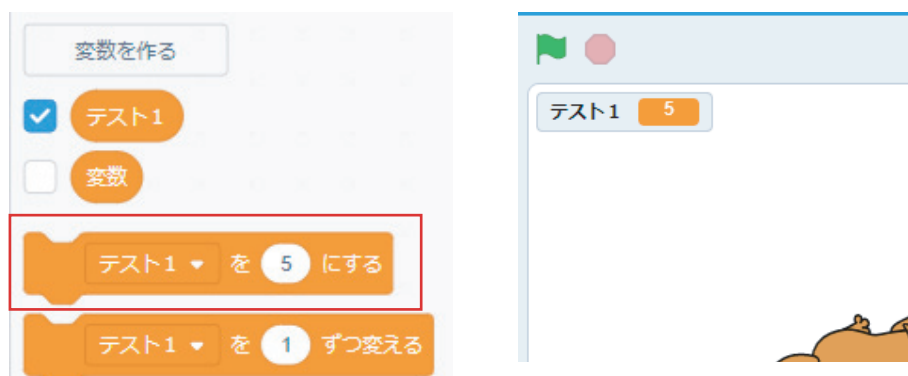 変数を作る
テスト1
変数
テスト1 を 5 にする
テスト1 を 1 ずつ変える
テスト1 5